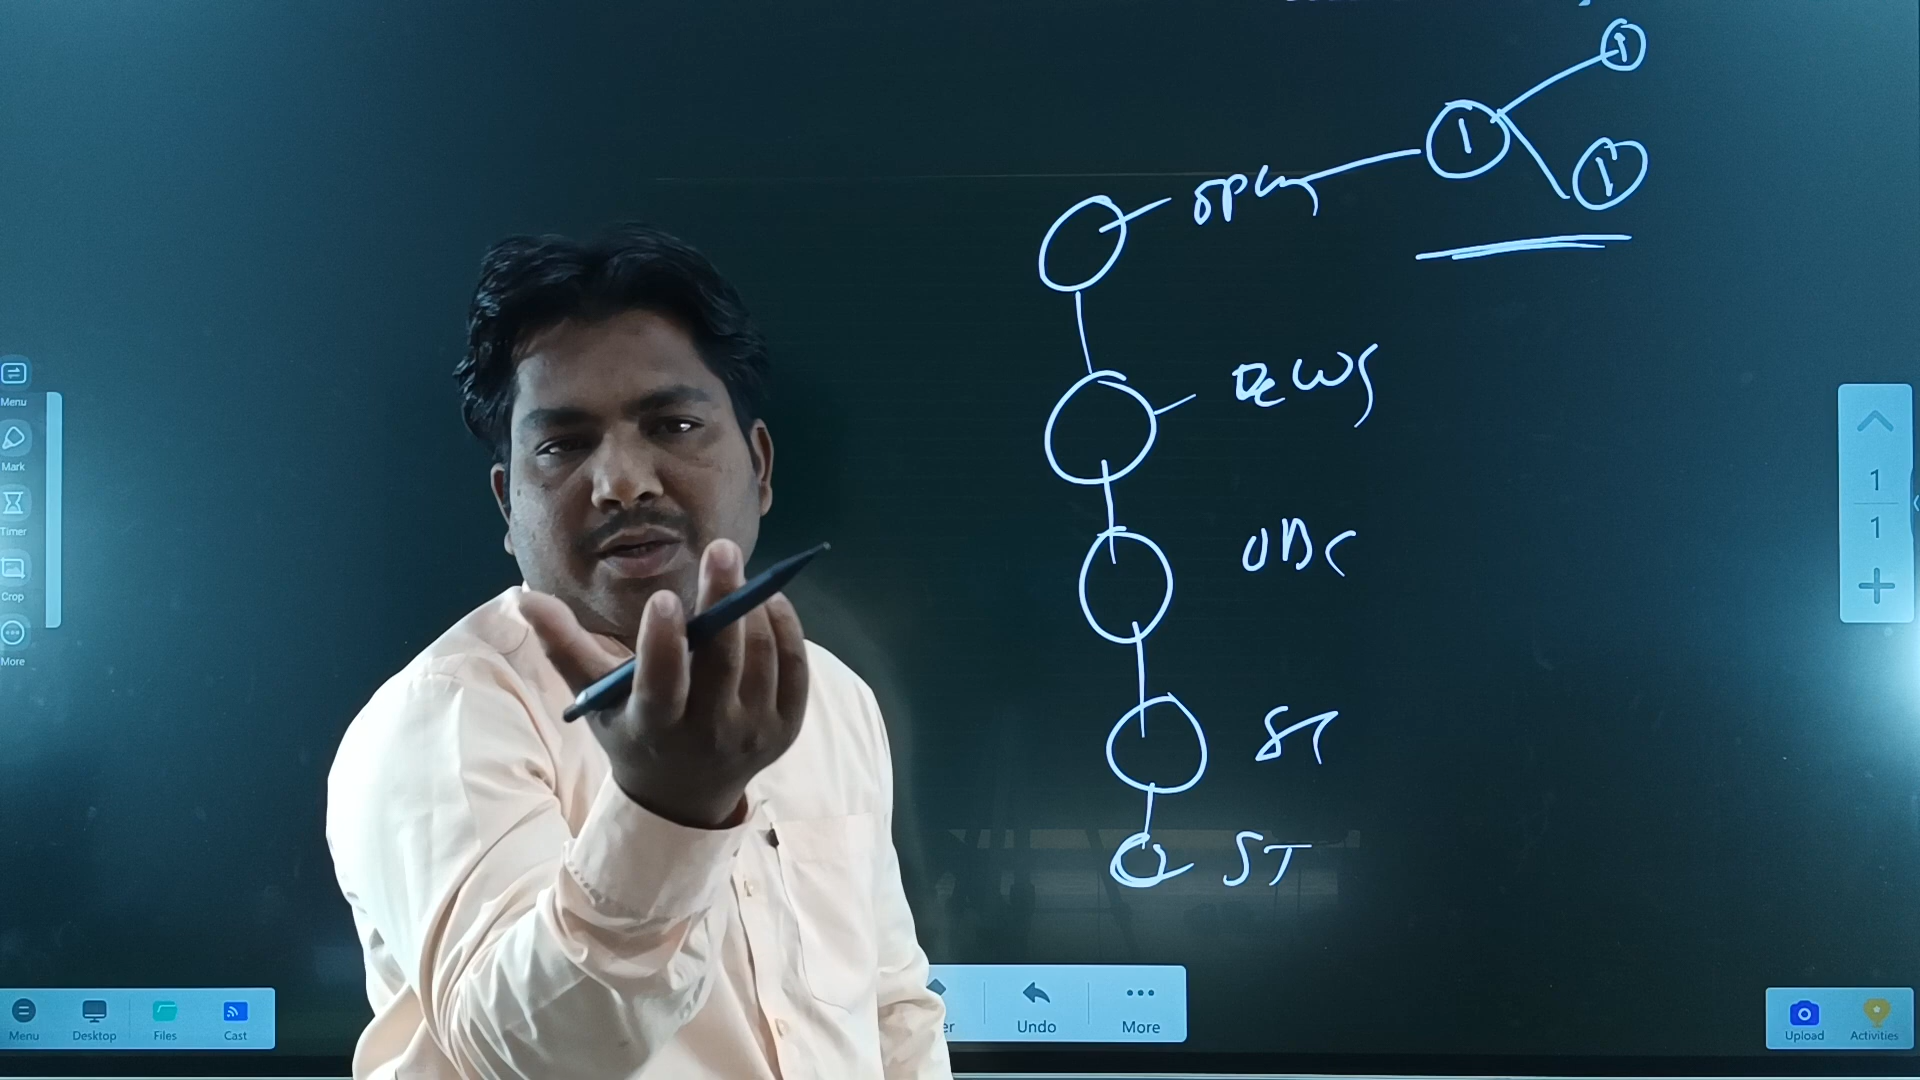 1
1
1
open
EWS
OBC
SC
ST
Menu
Mark
Timer
Crop
More
1
1
Menu Desktop Files Cast
er Undo More
Upload Activities